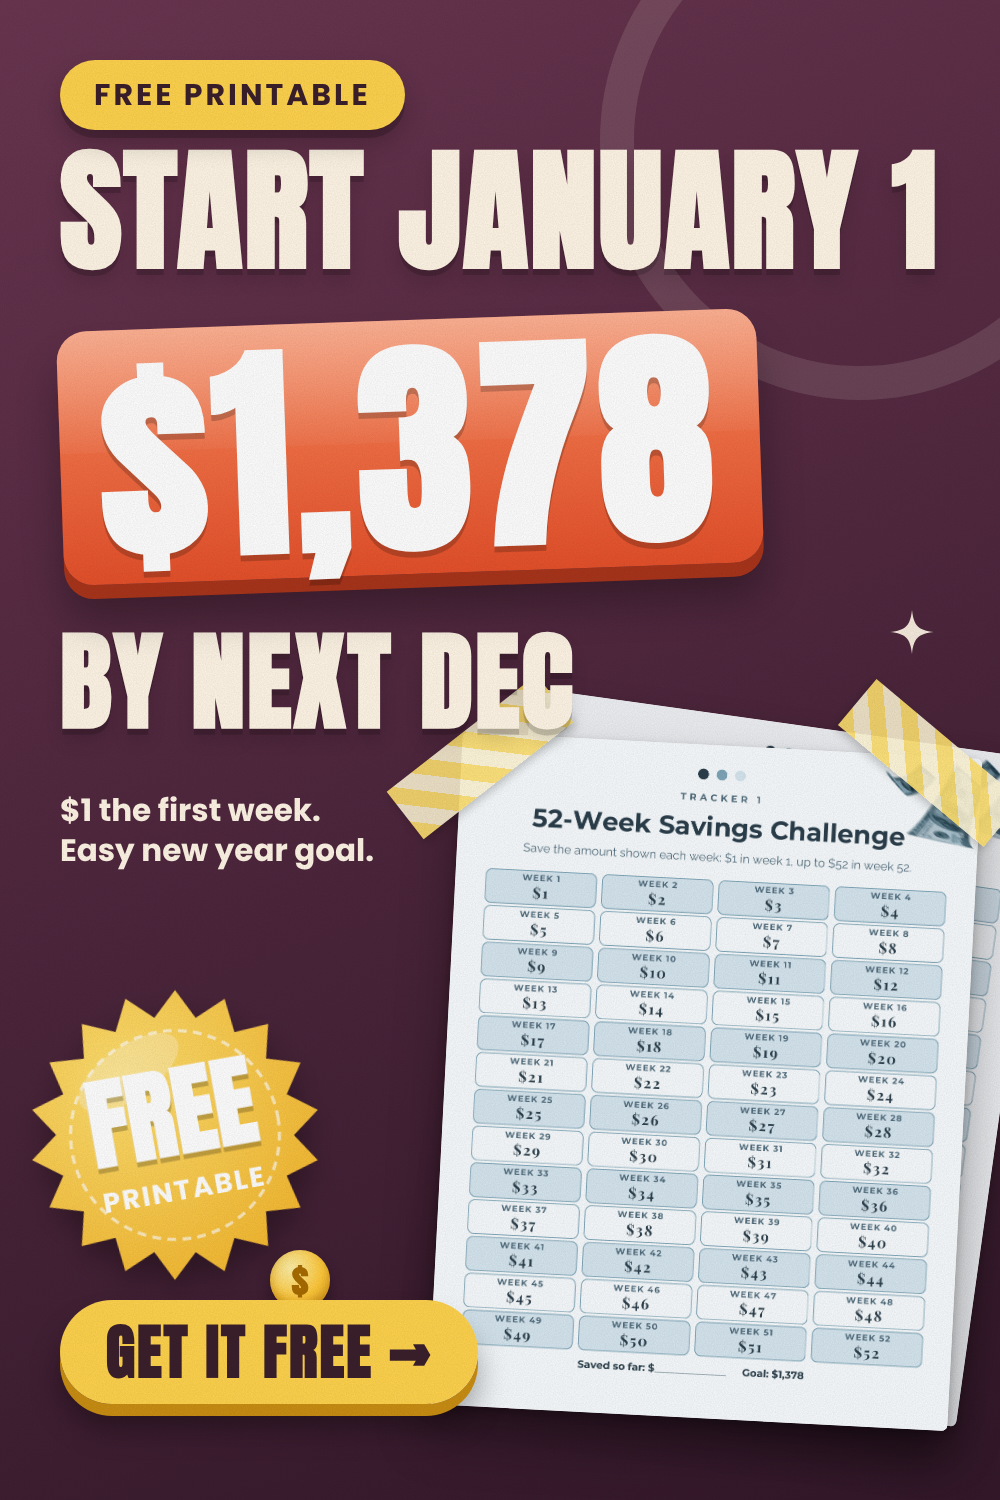 FREE PRINTABLE
START JANUARY 1
$1,378
BY NEXT DEC
$1 the first week.
Easy new year goal.
TRACKER 1
52-Week Savings Challenge
Save the amount shown each week: $1 in week 1, up to $52 in week 52.
WEEK 1 WEEK 2 WEEK 3 WEEK 4
$1 $2 $3 $4
WEEK 5 WEEK 6 WEEK 7 WEEK 8
$5 $6 $7 $8
WEEK 9 WEEK 10 WEEK 11 WEEK 12
$9 $10 $11 $12
WEEK 13 WEEK 14 WEEK 15 WEEK 16
$13 $14 $15 $16
WEEK 17 WEEK 18 WEEK 19 WEEK 20
$17 $18 $19 $20
WEEK 21 WEEK 22 WEEK 23 WEEK 24
$21 $22 $23 $24
WEEK 25 WEEK 26 WEEK 27 WEEK 28
$25 $26 $27 $28
WEEK 29 WEEK 30 WEEK 31 WEEK 32
$29 $30 $31 $32
WEEK 33 WEEK 34 WEEK 35 WEEK 36
$33 $34 $35 $36
WEEK 37 WEEK 38 WEEK 39 WEEK 40
$37 $38 $39 $40
WEEK 41 WEEK 42 WEEK 43 WEEK 44
$41 $42 $43 $44
WEEK 45 WEEK 46 WEEK 47 WEEK 48
$45 $46 $47 $48
WEEK 49 WEEK 50 WEEK 51 WEEK 52
$49 $50 $51 $52
Saved so far: $____________ Goal: $1,378
FREE
PRINTABLE
$
GET IT FREE →